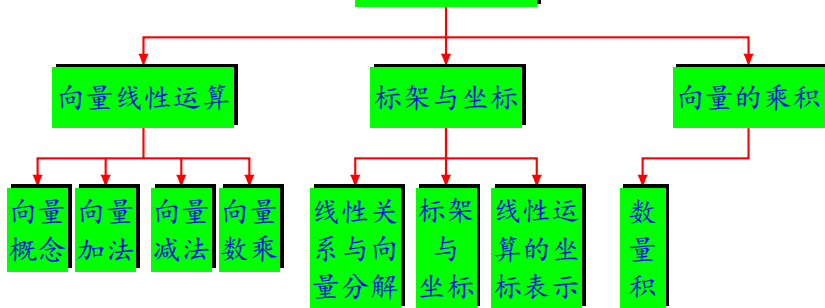 向量线性运算
标架与坐标
向量的乘积
向量
概念
向量
加法
向量
减法
向量
数乘
线性关
系与向
量分解
标架
与
坐标
线性运
算的坐
标表示
数
量
积